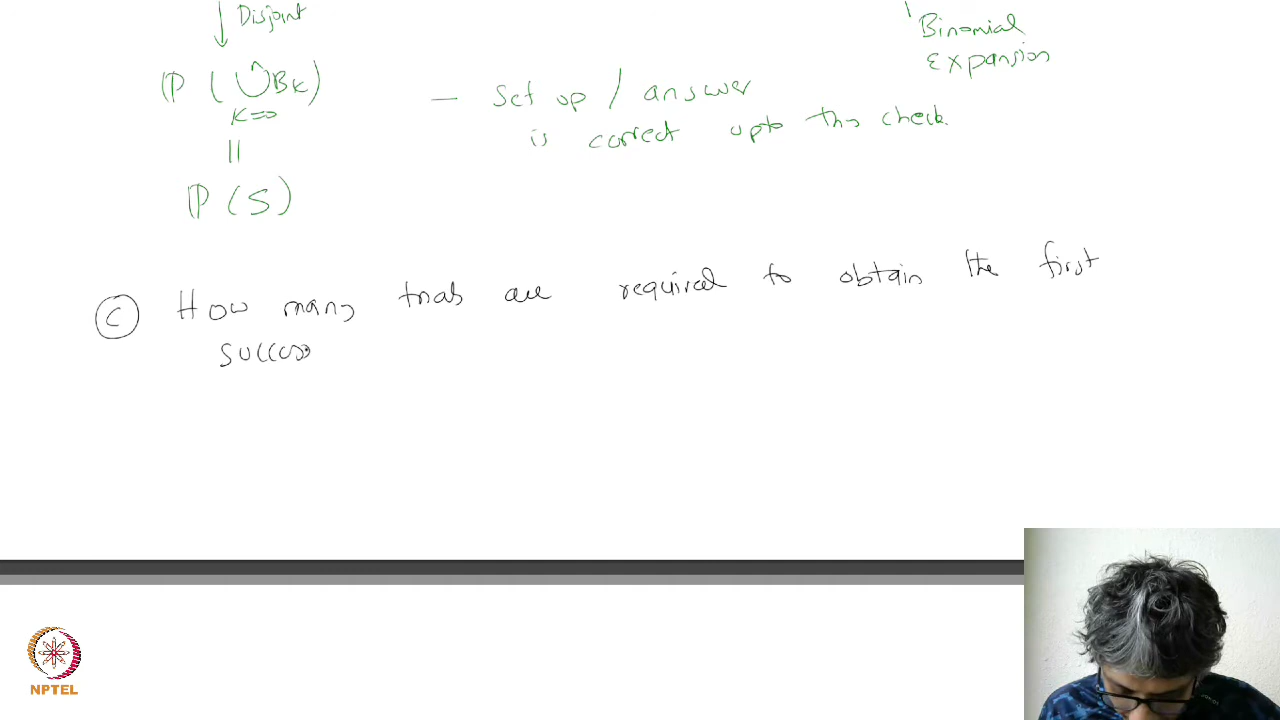 Disjoint
Binomial
Expansion
ℙ ( ⋃ Bk)
k=0
— Set up / answer
is correct upto this check.
||
ℙ (S)
(c) How many trials are required to obtain the first
success
NPTEL